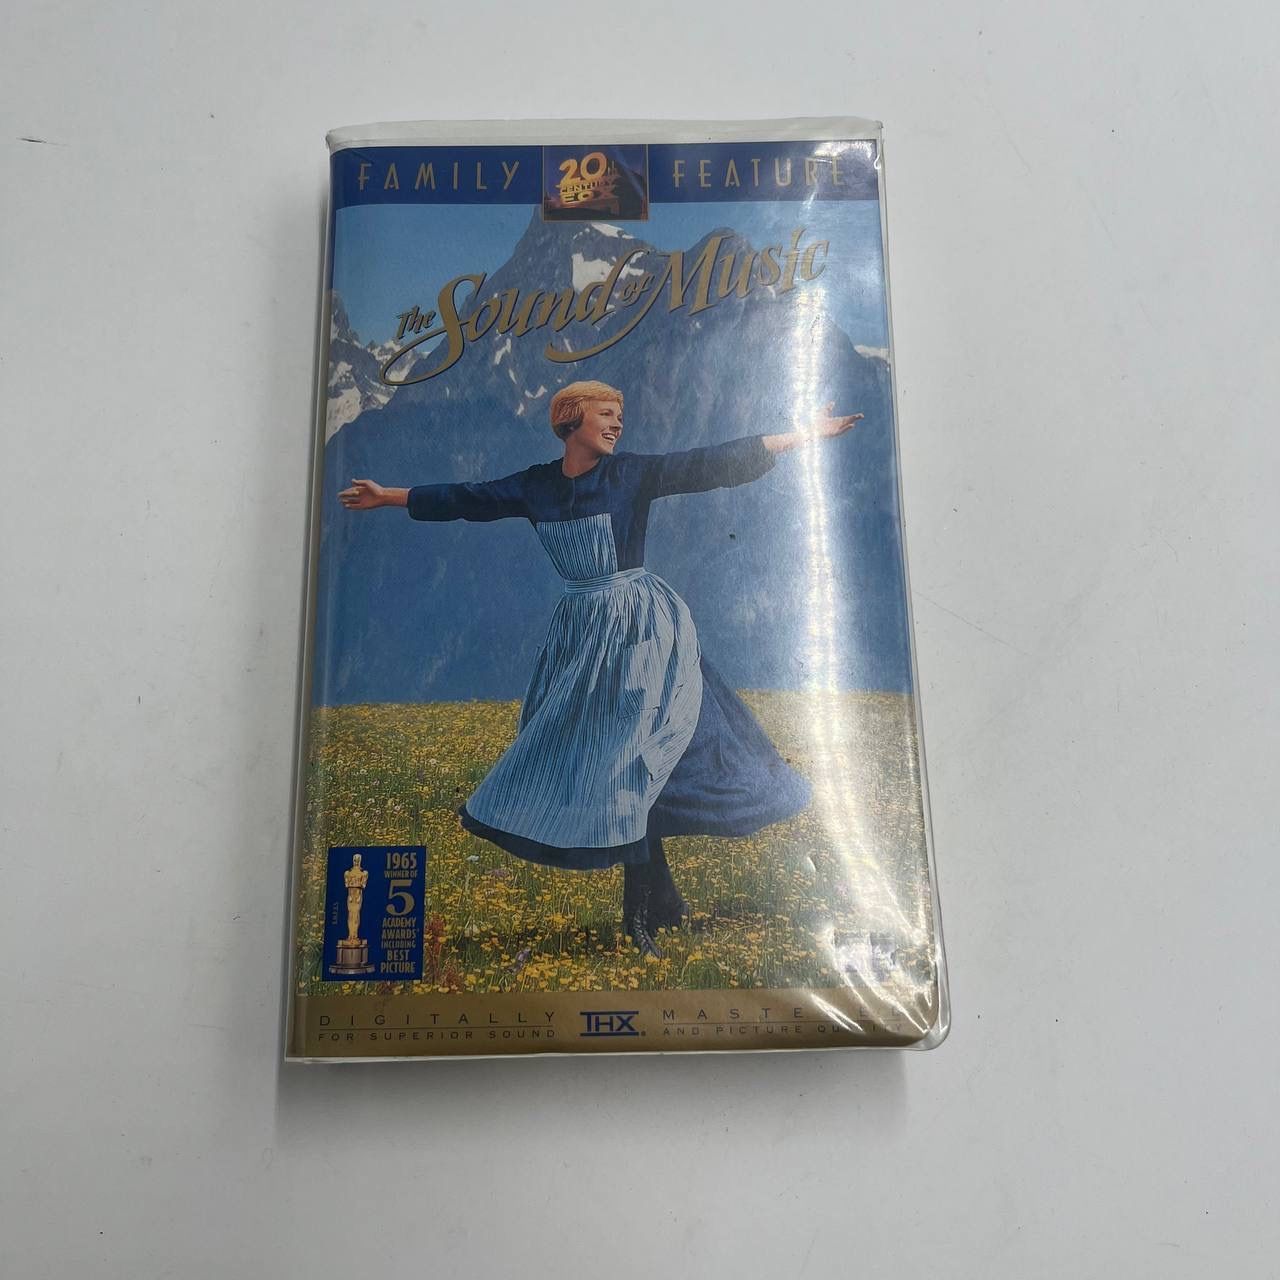 FAMILY
20TH
CENTURY
FOX
FEATURE
The Sound of Music
1965
WINNER OF
5
ACADEMY
AWARDS®
INCLUDING
BEST
PICTURE
DIGITALLY
FOR SUPERIOR SOUND
THX®
MASTERED
AND PICTURE QUALITY